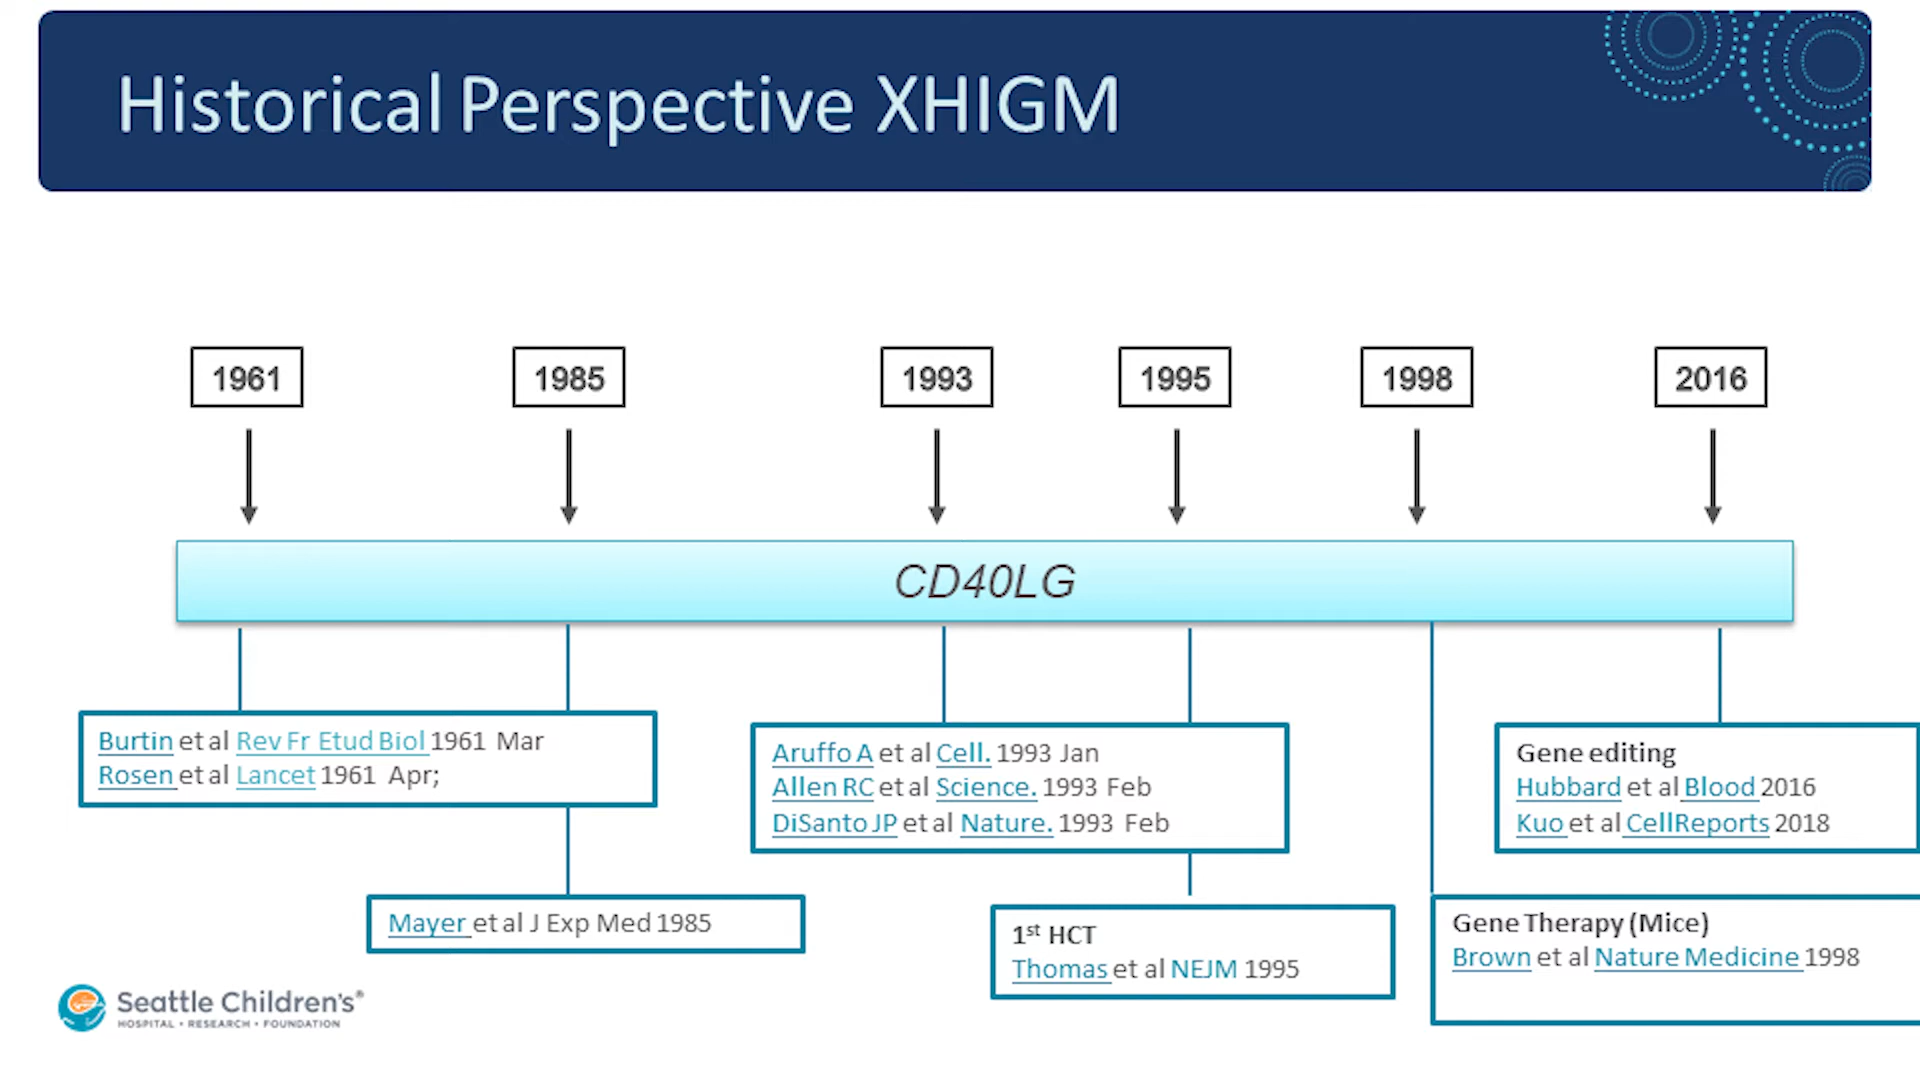 Historical Perspective XHIGM
1961
1985
1993
1995
1998
2016
CD40LG
Burtin et al Rev Fr Etud Biol 1961 Mar
Rosen et al Lancet 1961 Apr;
Mayer et al J Exp Med 1985
Aruffo A et al Cell. 1993 Jan
Allen RC et al Science. 1993 Feb
DiSanto JP et al Nature. 1993 Feb
1st HCT
Thomas et al NEJM 1995
Gene editing
Hubbard et al Blood 2016
Kuo et al CellReports 2018
Gene Therapy (Mice)
Brown et al Nature Medicine 1998
Seattle Children's®
HOSPITAL • RESEARCH • FOUNDATION